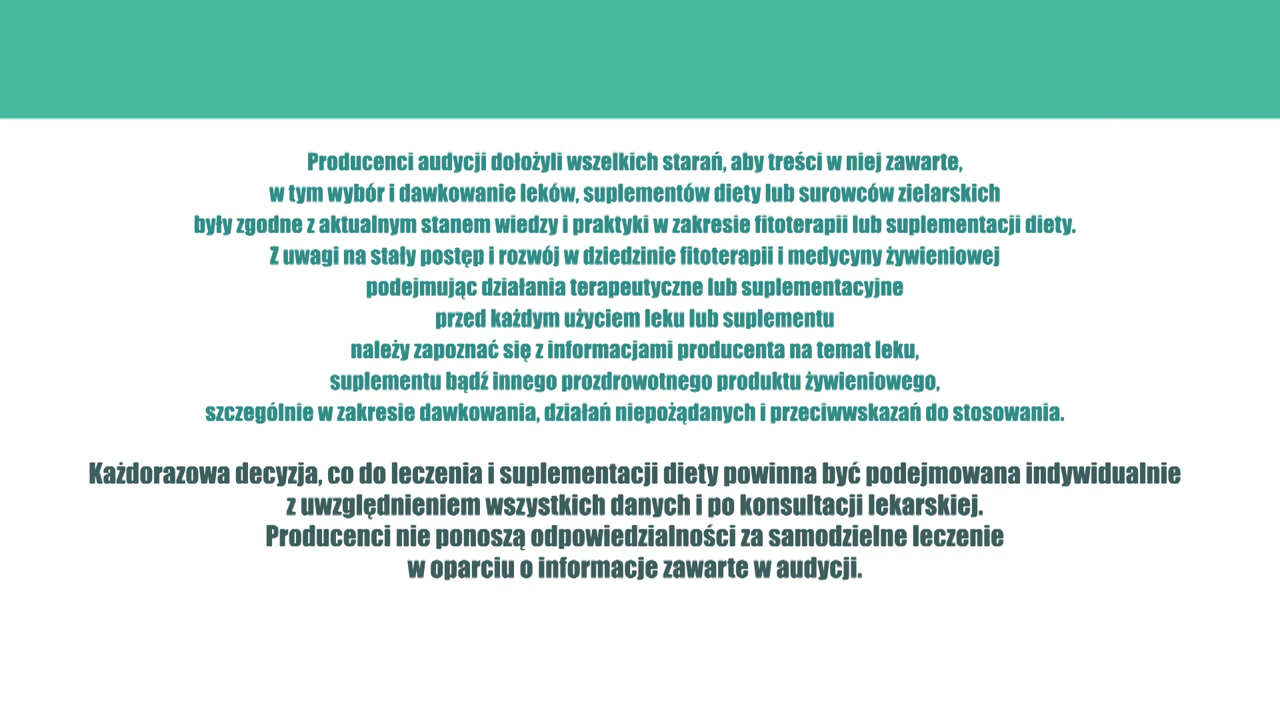 Producenci audycji dołożyli wszelkich starań, aby treści w niej zawarte,
w tym wybór i dawkowanie leków, suplementów diety lub surowców zielarskich
były zgodne z aktualnym stanem wiedzy i praktyki w zakresie fitoterapii lub suplementacji diety.
Z uwagi na stały postęp i rozwój w dziedzinie fitoterapii i medycyny żywieniowej
podejmując działania terapeutyczne lub suplementacyjne
przed każdym użyciem leku lub suplementu
należy zapoznać się z informacjami producenta na temat leku,
suplementu bądź innego prozdrowotnego produktu żywieniowego,
szczególnie w zakresie dawkowania, działań niepożądanych i przeciwwskazań do stosowania.
Każdorazowa decyzja, co do leczenia i suplementacji diety powinna być podejmowana indywidualnie
z uwzględnieniem wszystkich danych i po konsultacji lekarskiej.
Producenci nie ponoszą odpowiedzialności za samodzielne leczenie
w oparciu o informacje zawarte w audycji.